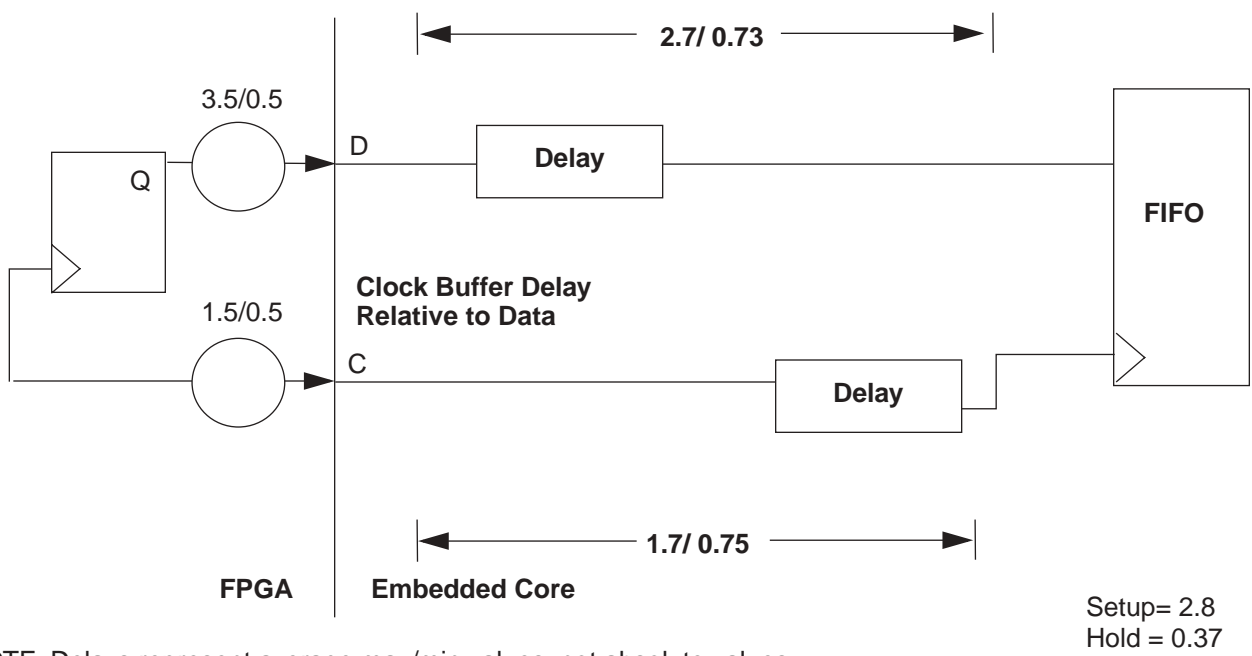 2.7/ 0.73
3.5/0.5
D
Delay
Q
FIFO
Clock Buffer Delay
Relative to Data
1.5/0.5
C
Delay
1.7/ 0.75
FPGA
Embedded Core
Setup= 2.8
Hold = 0.37